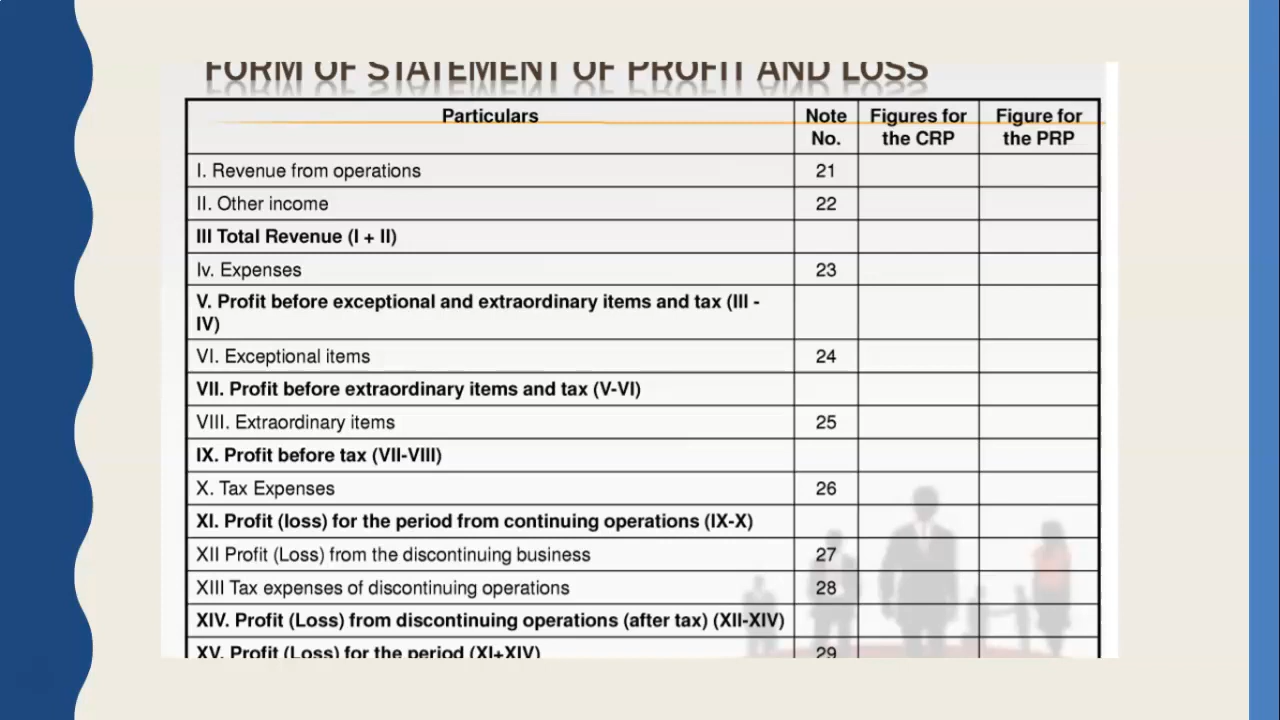 FORM OF STATEMENT OF PROFIT AND LOSS
Particulars Note No. Figures for the CRP Figure for the PRP
I. Revenue from operations 21
II. Other income 22
III Total Revenue (I + II)
Iv. Expenses 23
V. Profit before exceptional and extraordinary items and tax (III -
IV)
VI. Exceptional items 24
VII. Profit before extraordinary items and tax (V-VI)
VIII. Extraordinary items 25
IX. Profit before tax (VII-VIII)
X. Tax Expenses 26
XI. Profit (loss) for the period from continuing operations (IX-X)
XII Profit (Loss) from the discontinuing business 27
XIII Tax expenses of discontinuing operations 28
XIV. Profit (Loss) from discontinuing operations (after tax) (XII-XIV)
XV. Profit (Loss) for the period (XI+XIV) 29